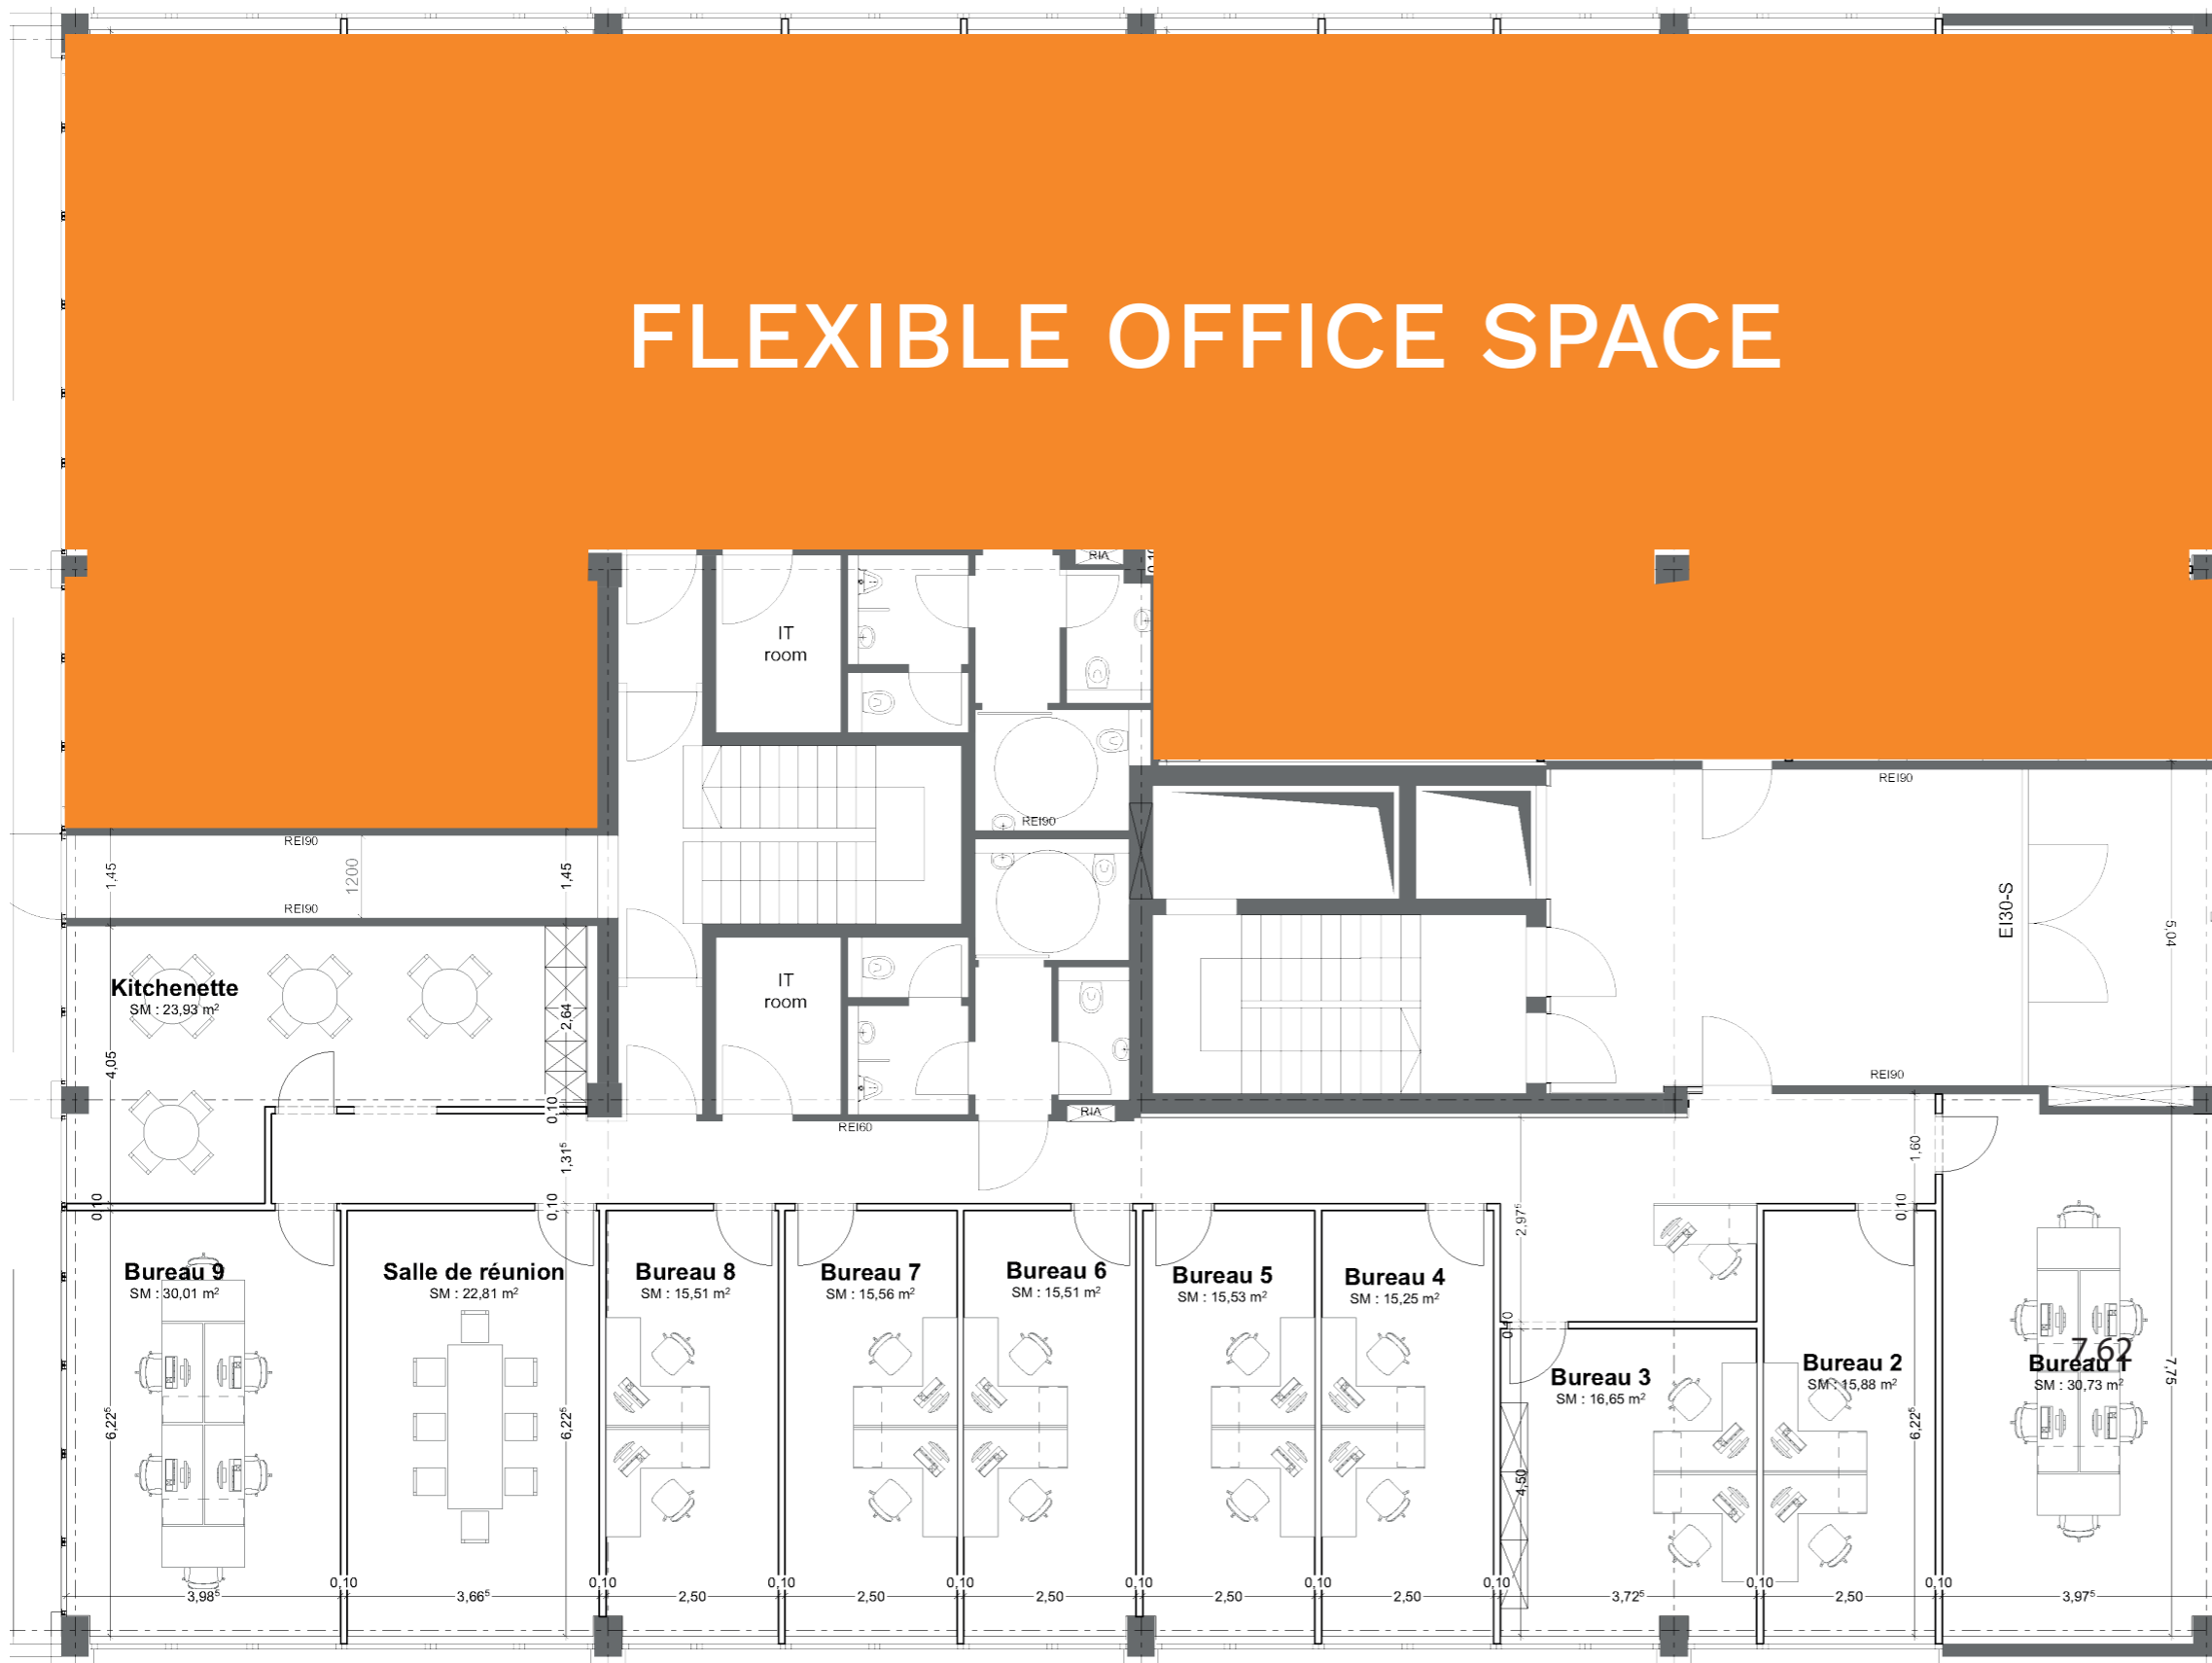 FLEXIBLE OFFICE SPACE
RIA
0,10
IT
room
REI90
REI90
REI90
1,45
1200
1,45
REI90
EI30-S
5,04
Kitchenette
SM : 23,93 m²
2,64
4,05
IT
room
REI90
0,10
RIA
REI60
1,31⁵
1,60
0,10
0,10
0,10
2,97⁵
Bureau 9
SM : 30,01 m²
Salle de réunion
SM : 22,81 m²
Bureau 8
SM : 15,51 m²
Bureau 7
SM : 15,56 m²
Bureau 6
SM : 15,51 m²
Bureau 5
SM : 15,53 m²
Bureau 4
SM : 15,25 m²
0,10
Bureau 3
SM : 16,65 m²
Bureau 2
SM : 15,88 m²
7,62
Bureau 1
SM : 30,73 m²
7,75
6,22⁵
6,22⁵
6,22⁵
4,50
0,10
0,10
0,10
0,10
0,10
0,10
0,10
0,10
0,10
3,98⁵
3,66⁵
2,50
2,50
2,50
2,50
2,50
3,72⁵
2,50
3,97⁵